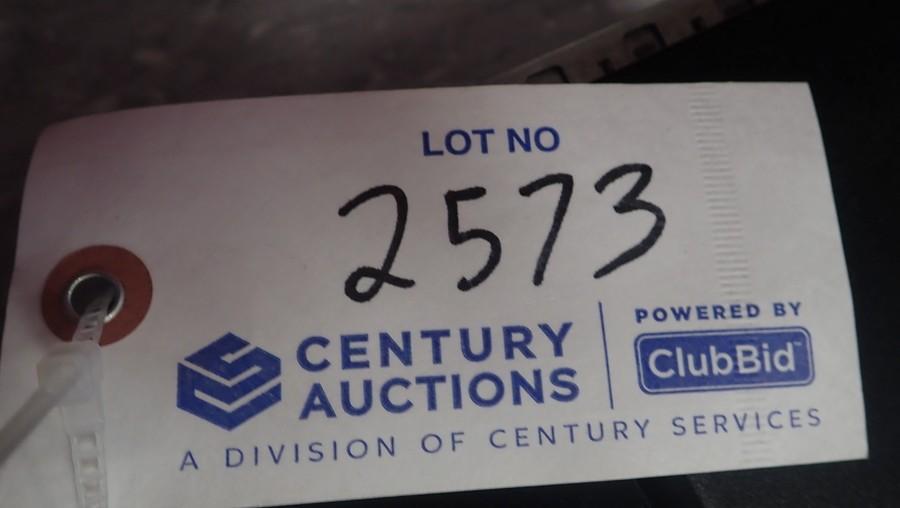 LOT NO
2573
CENTURY
AUCTIONS
POWERED BY
ClubBid™
A DIVISION OF CENTURY SERVICES